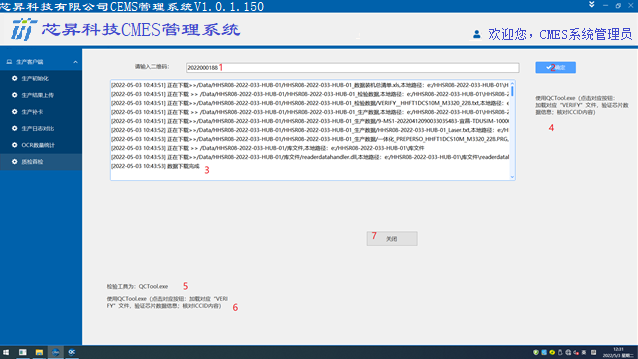 芯昇科技有限公司CEMS管理系统V1.0.1.150
芯昇科技CMES管理系统
欢迎您，CMES系统管理员
生产客户端
生产初始化
生产结果上传
生产补卡
生产日志对比
OCR数量统计
质检首检
请输入二维码：
2022000188 1
2 确定
[2022-05-03 10:43:51] 正在下载>>/Data/HHSR08-2022-033-HUB-01/HHSR08-2022-033-HUB-01_数据装机总清单.xls,本地路径：e:/HHSR08-2022-033-HUB-01\H
[2022-05-03 10:43:51] 正在下载 >> /Data/HHSR08-2022-033-HUB-01/HHSR08-2022-033-HUB-01_检验数据,本地路径：e:/HHSR08-2022-033-HUB-01\HHSR08-
[2022-05-03 10:43:51] 正在下载>>/Data/HHSR08-2022-033-HUB-01/HHSR08-2022-033-HUB-01_检验数据/VERIFY_HHFT1DCS10M_M3320_228.txt,本地路径：e
[2022-05-03 10:43:51] 正在下载 >> /Data/HHSR08-2022-033-HUB-01/HHSR08-2022-033-HUB-01_生产数据,本地路径：e:/HHSR08-2022-033-HUB-01\HHSR08-
[2022-05-03 10:43:52] 正在下载>>/Data/HHSR08-2022-033-HUB-01/HHSR08-2022-033-HUB-01_生产数据/
[2022-05-03 10:43:52] 正在下载>>/Data/HHSR08-2022-033-HUB-01/HHSR08-2022-033-HUB-01_生产数据/HHSR08-2022-033-HUB-01_Laser.txt,本地路径：e:/H
[2022-05-03 10:43:52] 正在下载>>/Data/HHSR08-2022-033-HUB-01/HHSR08-2022-033-HUB-01_生产数据/一体化_PREPERSO_HHFT1DCS10M_M3320_228.PRG,
[2022-05-03 10:43:53] 正在下载 >> /Data/HHSR08-2022-033-HUB-01/库文件,本地路径：e:/HHSR08-2022-033-HUB-01\库文件
[2022-05-03 10:43:53] 正在下载>>/Data/HHSR08-2022-033-HUB-01/库文件/readerdatahandler.dll,本地路径：e:/HHSR08-2022-033-HUB-01\库文件\readerdatah
[2022-05-03 10:43:53] 数据下载完成
3
使用QCTool.exe（点击对应按钮：
加载对应"VERIFY"文件，验证芯片数
据信息；核对ICCID内容）
4
7 关闭
检验工具为：QCTool.exe 5
使用QCTool.exe（点击对应按钮：加载对应"VERI
FY"文件，验证芯片数据信息；核对ICCID内容） 6
12:31
2022/5/3 星期二